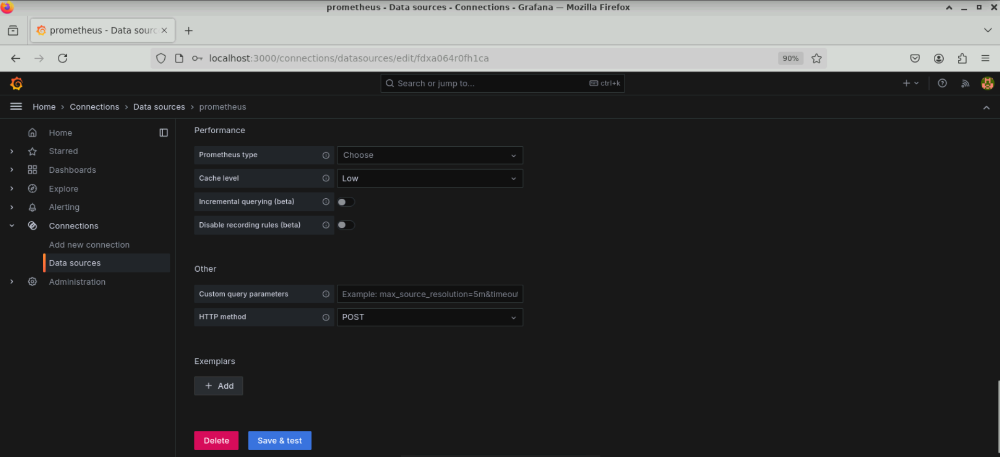 prometheus - Data sources - Connections - Grafana — Mozilla Firefox
prometheus - Data sourc
localhost:3000/connections/datasources/edit/fdxa064r0fh1ca
90%
Search or jump to...
ctrl+k
Home › Connections › Data sources › prometheus
Home
Starred
Dashboards
Explore
Alerting
Connections
Add new connection
Data sources
Administration
Performance
Prometheus type
Choose
Cache level
Low
Incremental querying (beta)
Disable recording rules (beta)
Other
Custom query parameters
Example: max_source_resolution=5m&timeout
HTTP method
POST
Exemplars
+ Add
Delete
Save & test